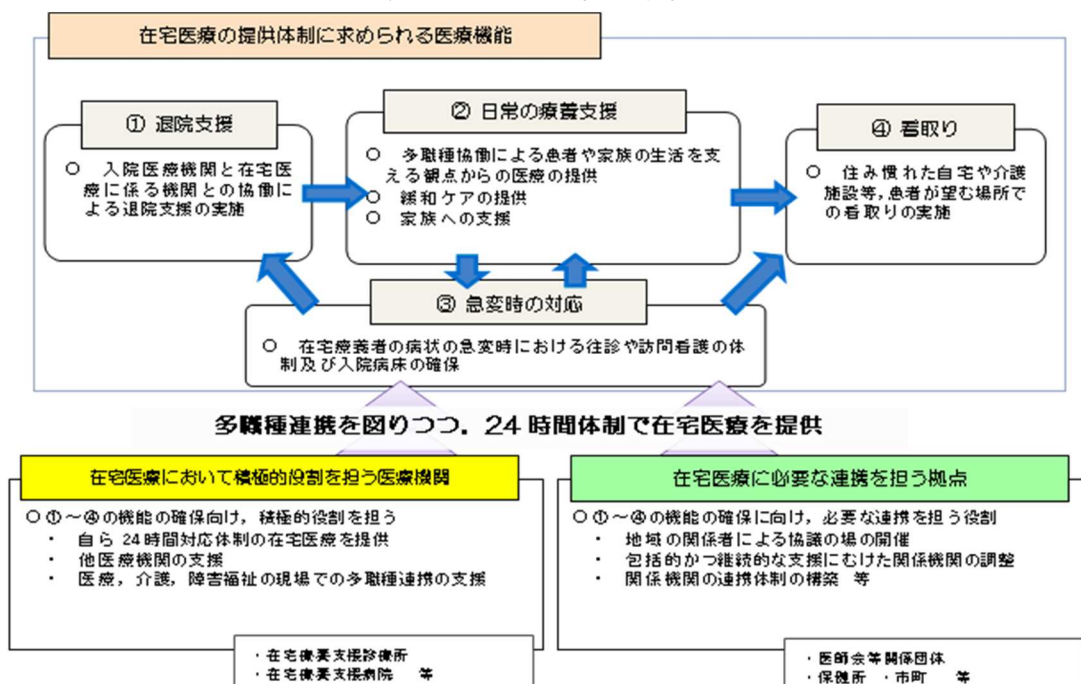 在宅医療の提供体制に求められる医療機能
① 退院支援
○ 入院医療機関と在宅医
療に係る機関との協働に
よる退院支援の実施
② 日常の療養支援
○ 多職種協働による患者や家族の生活を支
える観点からの医療の提供
○ 緩和ケアの提供
○ 家族への支援
④ 看取り
○ 住み慣れた自宅や介護
施設等，患者が望む場所で
の看取りの実施
③ 急変時の対応
○ 在宅療養者の病状の急変時における往診や訪問看護の体
制及び入院病床の確保
多職種連携を図りつつ．24時間体制で在宅医療を提供
在宅医療において積極的役割を担う医療機関
○①～④の機能の確保向け，積極的役割を担う
・ 自ら24時間対応体制の在宅医療を提供
・ 他医療機関の支援
・ 医療，介護，障害福祉の現場での多職種連携の支援
・在宅療養支援診療所
・在宅療養支援病院 等
在宅医療に必要な連携を担う拠点
○①～④の機能の確保に向け，必要な連携を担う役割
・ 地域の関係者による協議の場の開催
・ 包括的かつ継続的な支援にむけた関係機関の調整
・ 関係機関の連携体制の構築 等
・医師会等関係団体
・保健所 ・市町 等